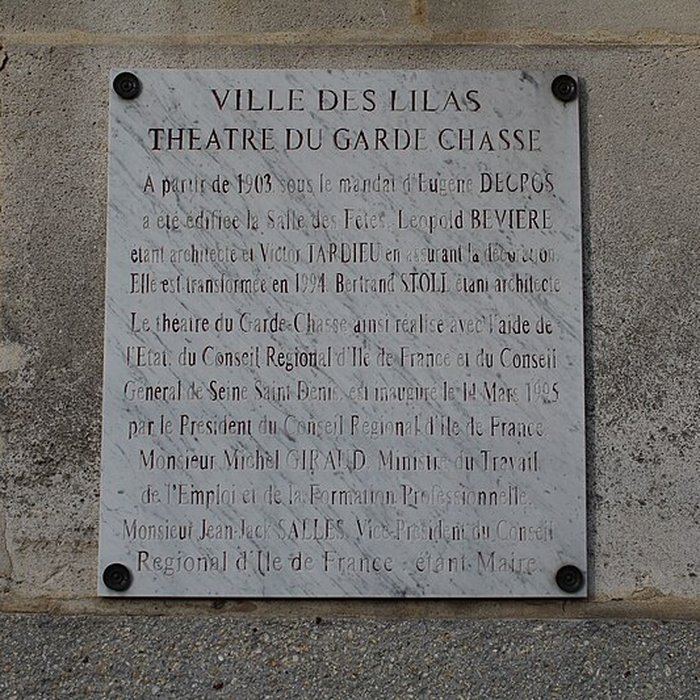 VILLE DES LILAS
THEATRE DU GARDE CHASSE
A partir de 1903 sous le mandat d'Eugène DECROS
a été édifiée la Salle des Fêtes, Leopold BEVIERE
étant architecte et Victor TARDIEU en assurant la décoration.
Elle est transformée en 1994. Bertrand STOLL étant architecte
Le théatre du Garde-Chasse ainsi réalisé avec l'aide de
l'Etat, du Conseil Régional d'Ile de France et du Conseil
Général de Seine Saint Denis, est inauguré le 14 Mars 1995
par le Président du Conseil Régional d'Ile de France,
Monsieur Michel GIRAUD, Ministre du Travail,
de l'Emploi et de la Formation Professionnelle.
Monsieur Jean-Jack SALLES, Vice-Président du Conseil
Régional d'Ile de France - étant Maire.